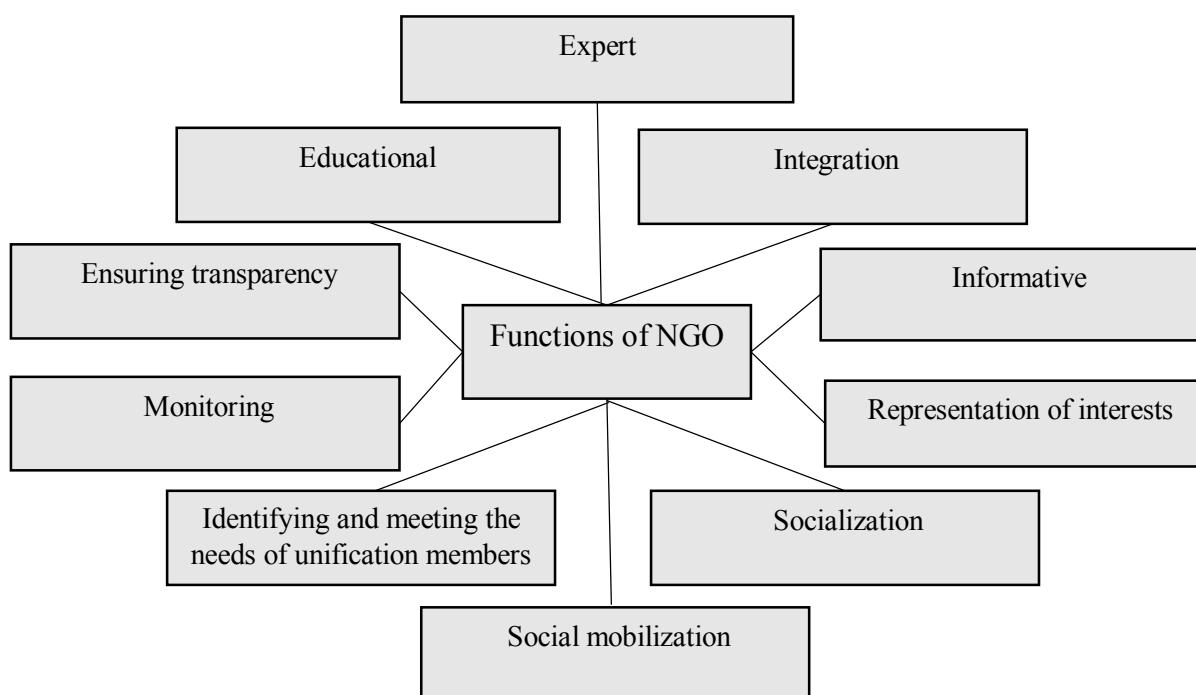 Expert
Educational
Integration
Ensuring transparency
Informative
Functions of NGO
Monitoring
Representation of interests
Identifying and meeting the
needs of unification members
Socialization
Social mobilization